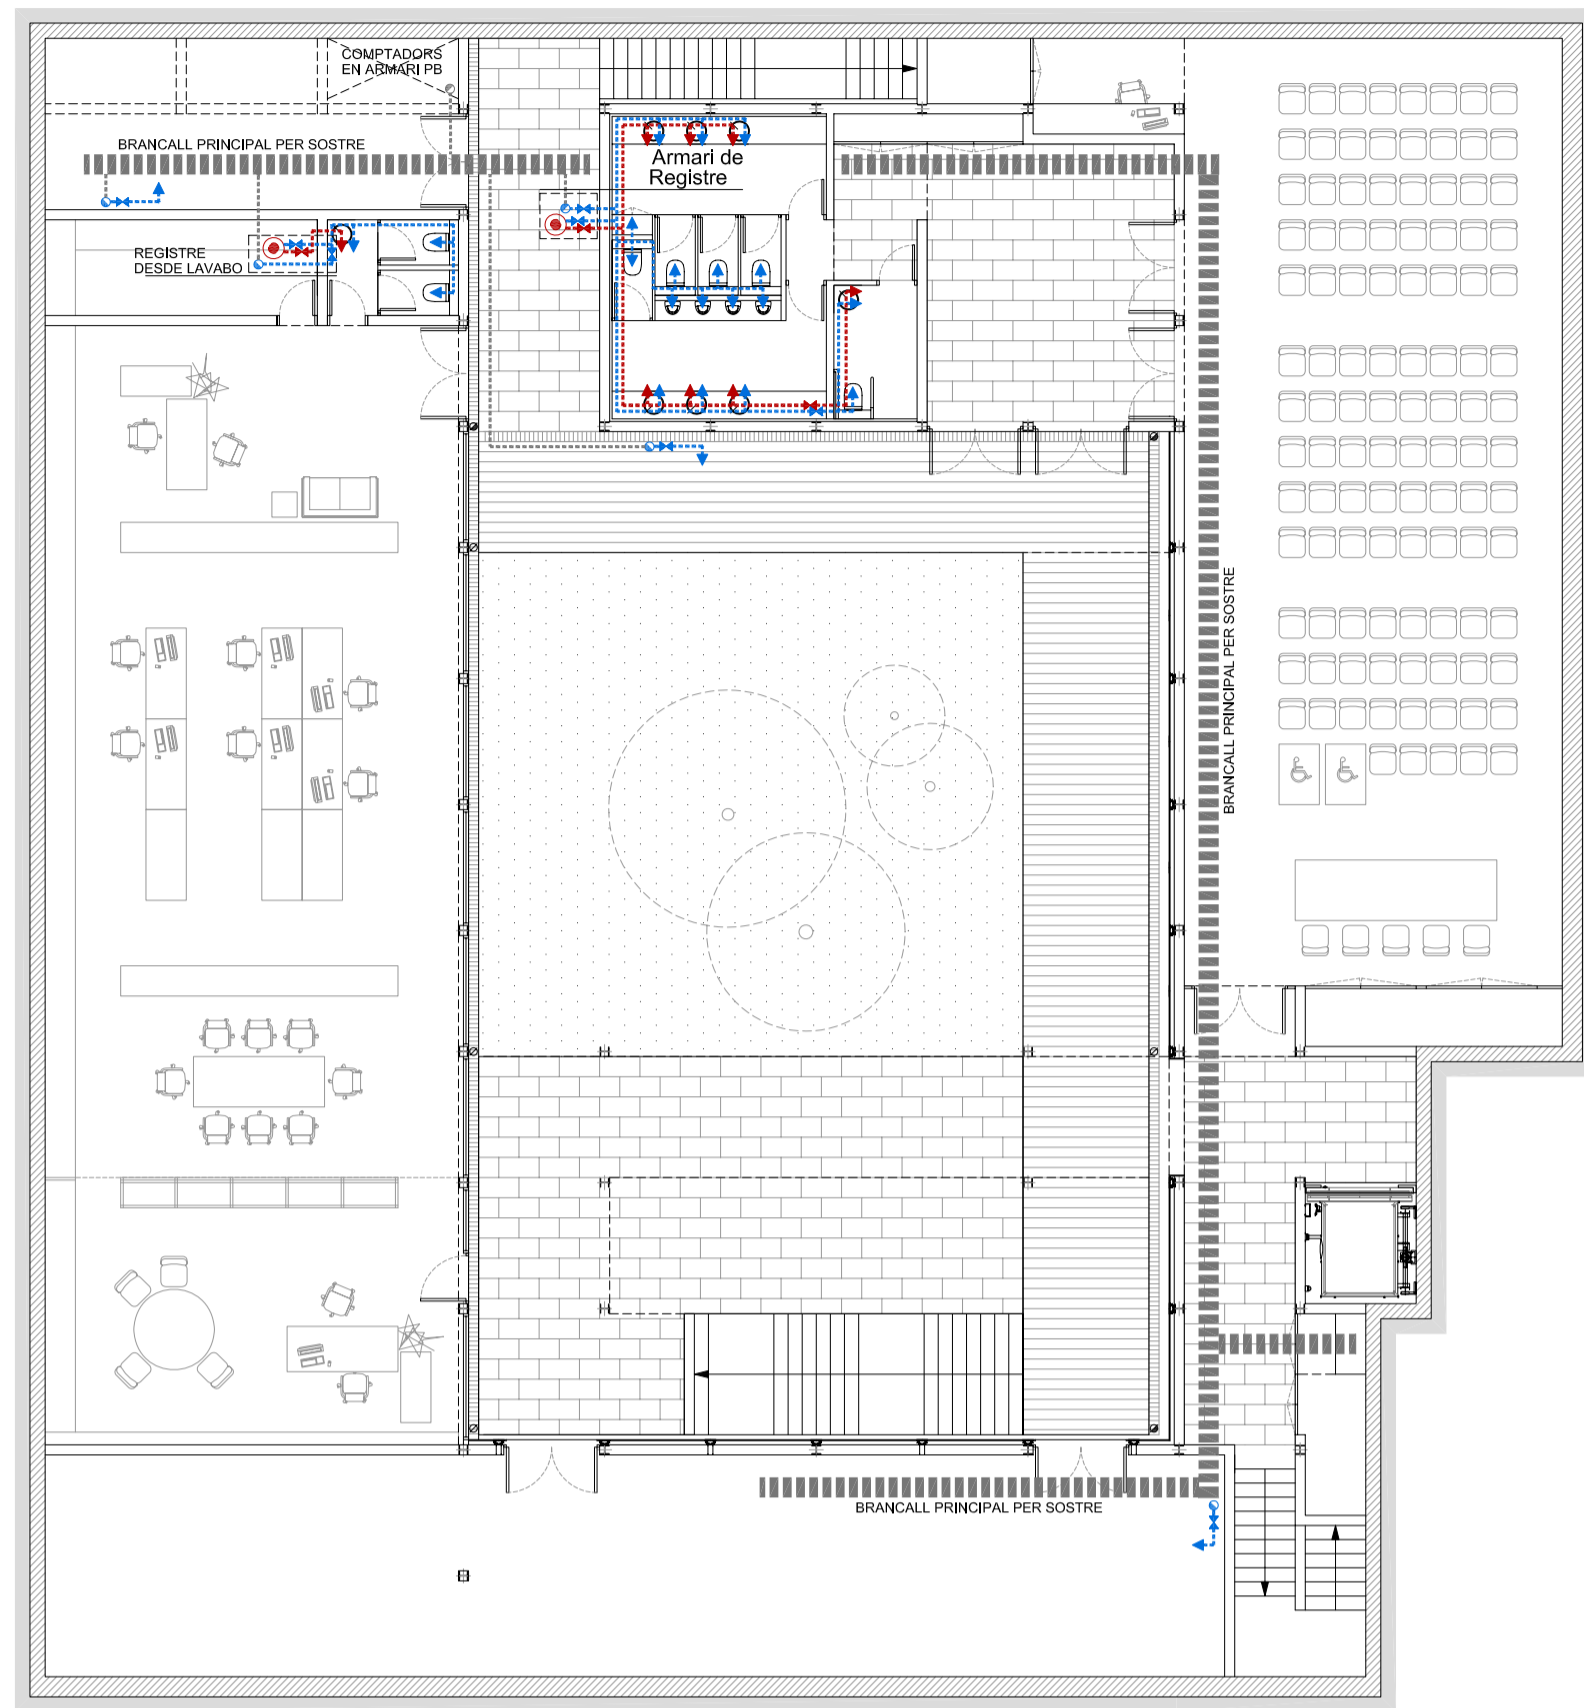 COMPTADORS
EN ARMARI PB
BRANCALL PRINCIPAL PER SOSTRE
Armari de
Registre
REGISTRE
DESDE LAVABO
BRANCALL PRINCIPAL PER SOSTRE
BRANCALL PRINCIPAL PER SOSTRE